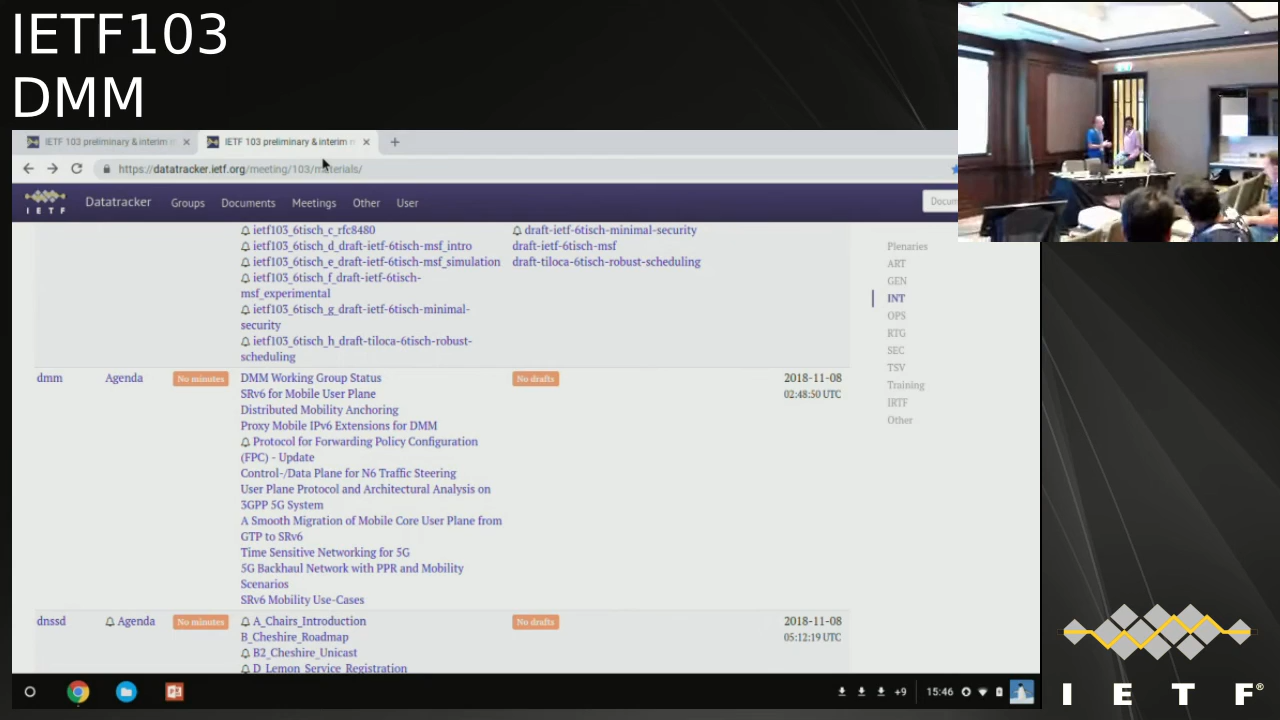 IETF103
DMM
IETF 103 preliminary & interim
IETF 103 preliminary & interim
https://datatracker.ietf.org/meeting/103/materials/
IETF
Datatracker
Groups
Documents
Meetings
Other
User
Docum
ietf103_6tisch_c_rfc8480
ietf103_6tisch_d_draft-ietf-6tisch-msf_intro
ietf103_6tisch_e_draft-ietf-6tisch-msf_simulation
ietf103_6tisch_f_draft-ietf-6tisch-
msf_experimental
ietf103_6tisch_g_draft-ietf-6tisch-minimal-
security
ietf103_6tisch_h_draft-tiloca-6tisch-robust-
scheduling
draft-ietf-6tisch-minimal-security
draft-ietf-6tisch-msf
draft-tiloca-6tisch-robust-scheduling
Plenaries
ART
GEN
INT
OPS
RTG
SEC
TSV
Training
IRTF
Other
dmm
Agenda
No minutes
DMM Working Group Status
SRv6 for Mobile User Plane
Distributed Mobility Anchoring
Proxy Mobile IPv6 Extensions for DMM
Protocol for Forwarding Policy Configuration
(FPC) - Update
Control-/Data Plane for N6 Traffic Steering
User Plane Protocol and Architectural Analysis on
3GPP 5G System
A Smooth Migration of Mobile Core User Plane from
GTP to SRv6
Time Sensitive Networking for 5G
5G Backhaul Network with PPR and Mobility
Scenarios
SRv6 Mobility Use-Cases
No drafts
2018-11-08
02:48:50 UTC
dnssd
Agenda
No minutes
A_Chairs_Introduction
B_Cheshire_Roadmap
B2_Cheshire_Unicast
D_Lemon_Service_Registration
No drafts
2018-11-08
05:12:19 UTC
+9
15:46
IETF®